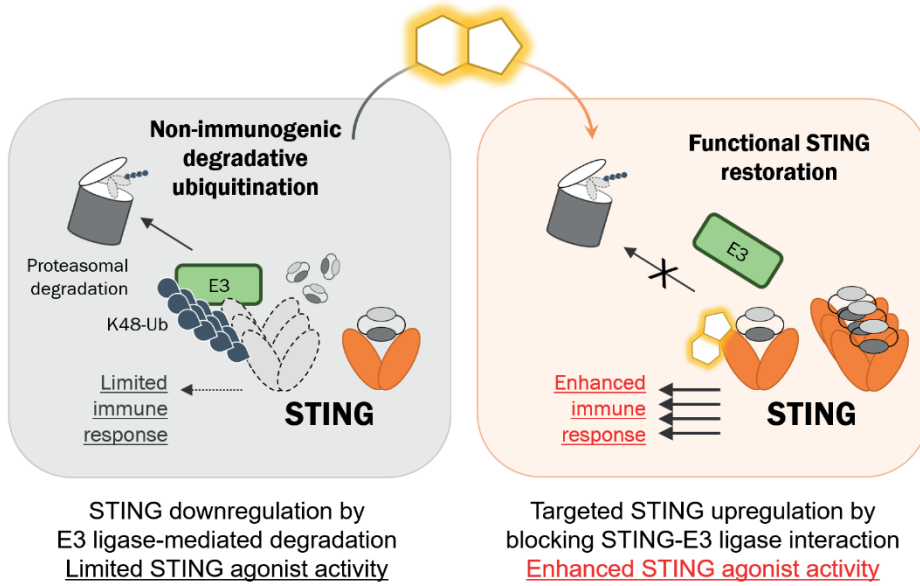 Non-immunogenic
degradative
ubiquitination
Proteasomal
degradation
E3
K48-Ub
Limited
immune
response
STING
STING downregulation by
E3 ligase-mediated degradation
Limited STING agonist activity
Functional STING
restoration
E3
Enhanced
immune
response
STING
Targeted STING upregulation by
blocking STING-E3 ligase interaction
Enhanced STING agonist activity